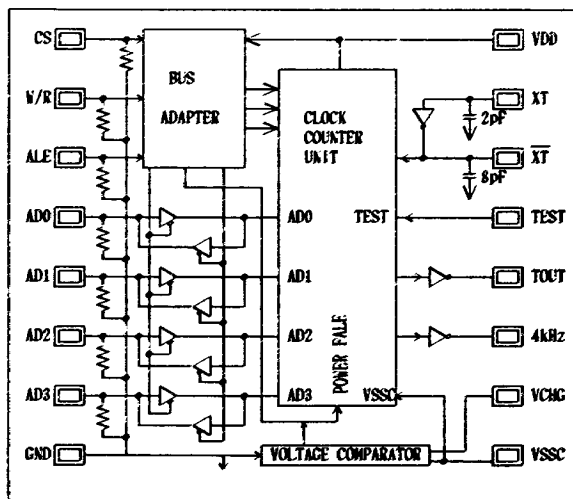 CS
VDD
BUS
ADAPTER
W/R
XT
CLOCK
COUNTER
UNIT
2pF
ALE
XT
8pF
AD0
AD0
TEST
TEST
AD1
AD1
TOUT
AD2
AD2
4kHz
POWER FALE
AD3
AD3
VSSC
VCHG
GND
VOLTAGE COMPARATOR
VSSC